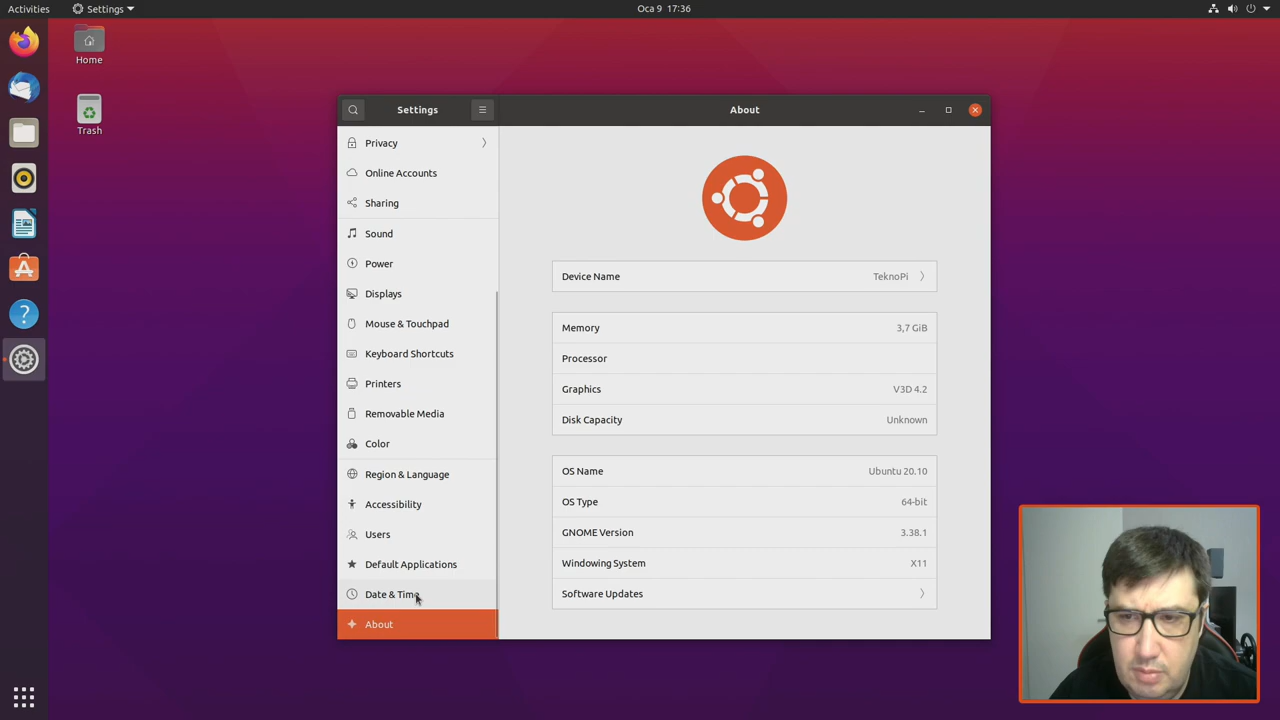 Activities
Settings
Oca 9 17:36
Home
Trash
Settings
About
Privacy
Online Accounts
Sharing
Sound
Power
Displays
Mouse & Touchpad
Keyboard Shortcuts
Printers
Removable Media
Color
Region & Language
Accessibility
Users
Default Applications
Date & Time
About
Device Name TeknoPi
Memory 3,7 GiB
Processor
Graphics V3D 4.2
Disk Capacity Unknown
OS Name Ubuntu 20.10
OS Type 64-bit
GNOME Version 3.38.1
Windowing System X11
Software Updates